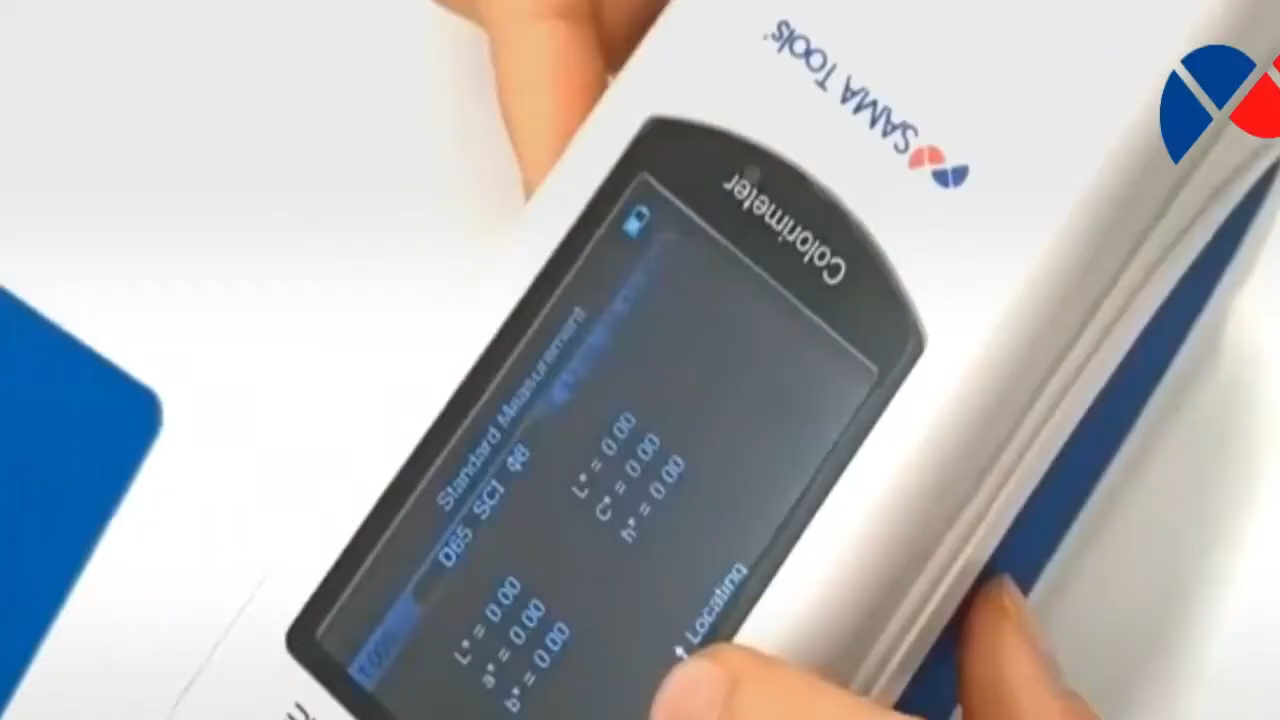 SAMA Tools
Colorimeter
Standard Measurement
D65 SCI Φ8
L* = 0.00
a* = 0.00
b* = 0.00
L* = 0.00
C* = 0.00
h* = 0.00
Locating